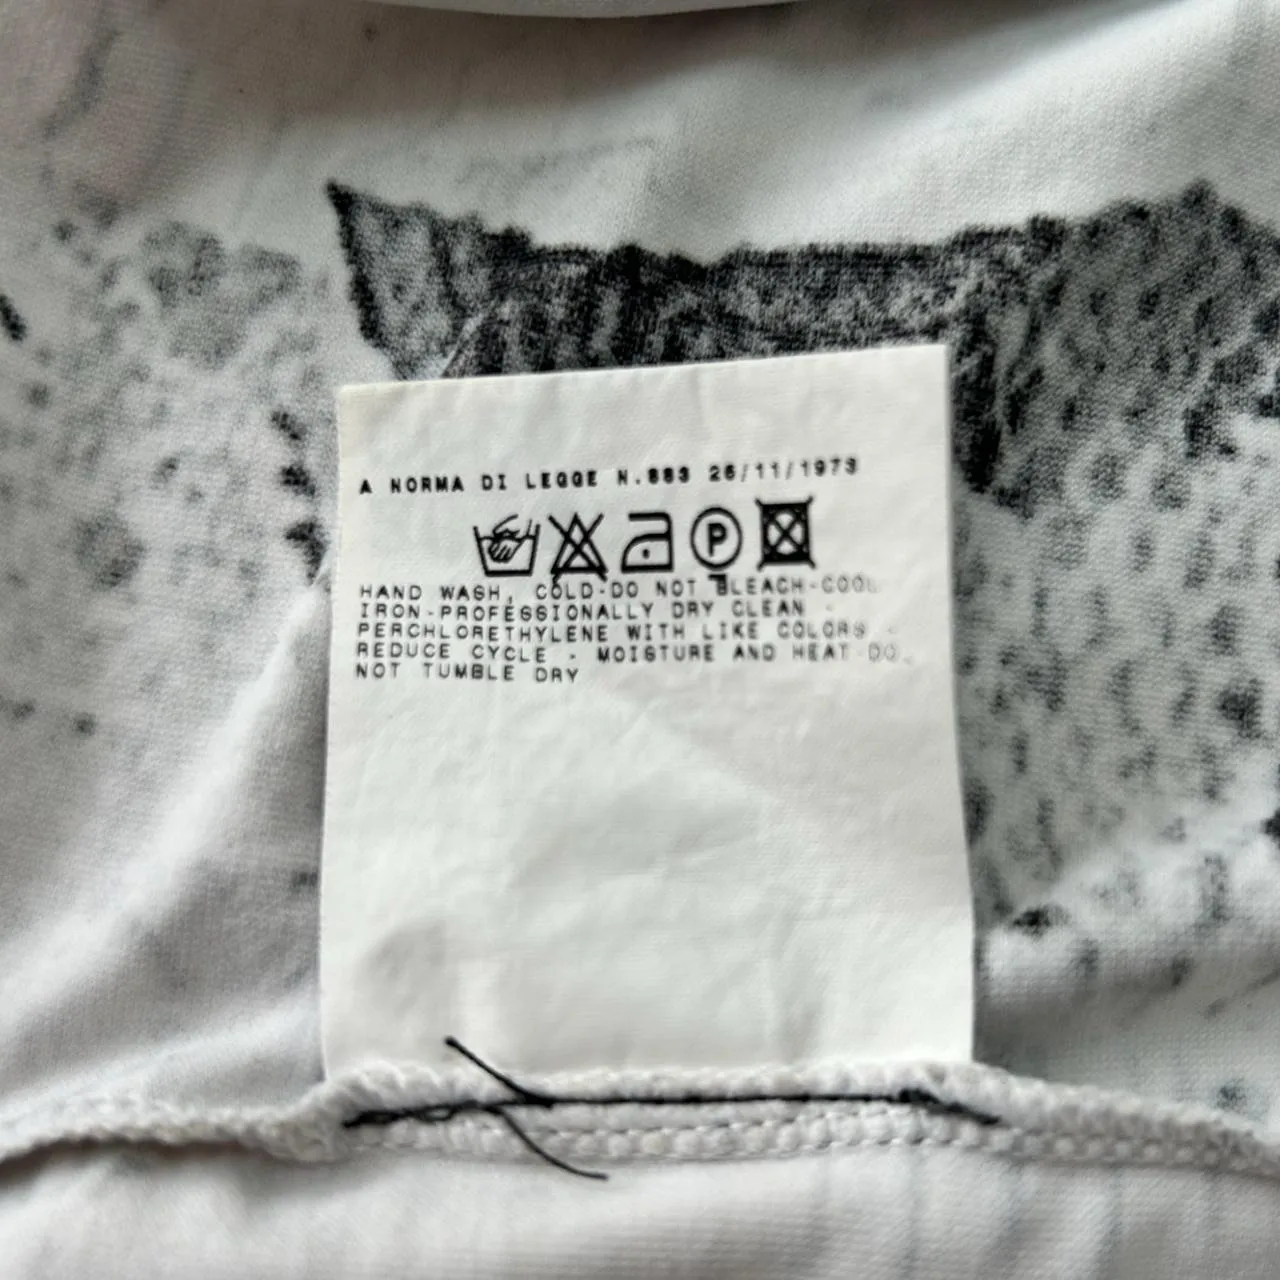 A NORMA DI LEGGE N.883 26/11/1973
P
HAND WASH, COLD-DO NOT BLEACH-COOL
IRON-PROFESSIONALLY DRY CLEAN -
PERCHLORETHYLENE WITH LIKE COLORS -
REDUCE CYCLE - MOISTURE AND HEAT-DO
NOT TUMBLE DRY